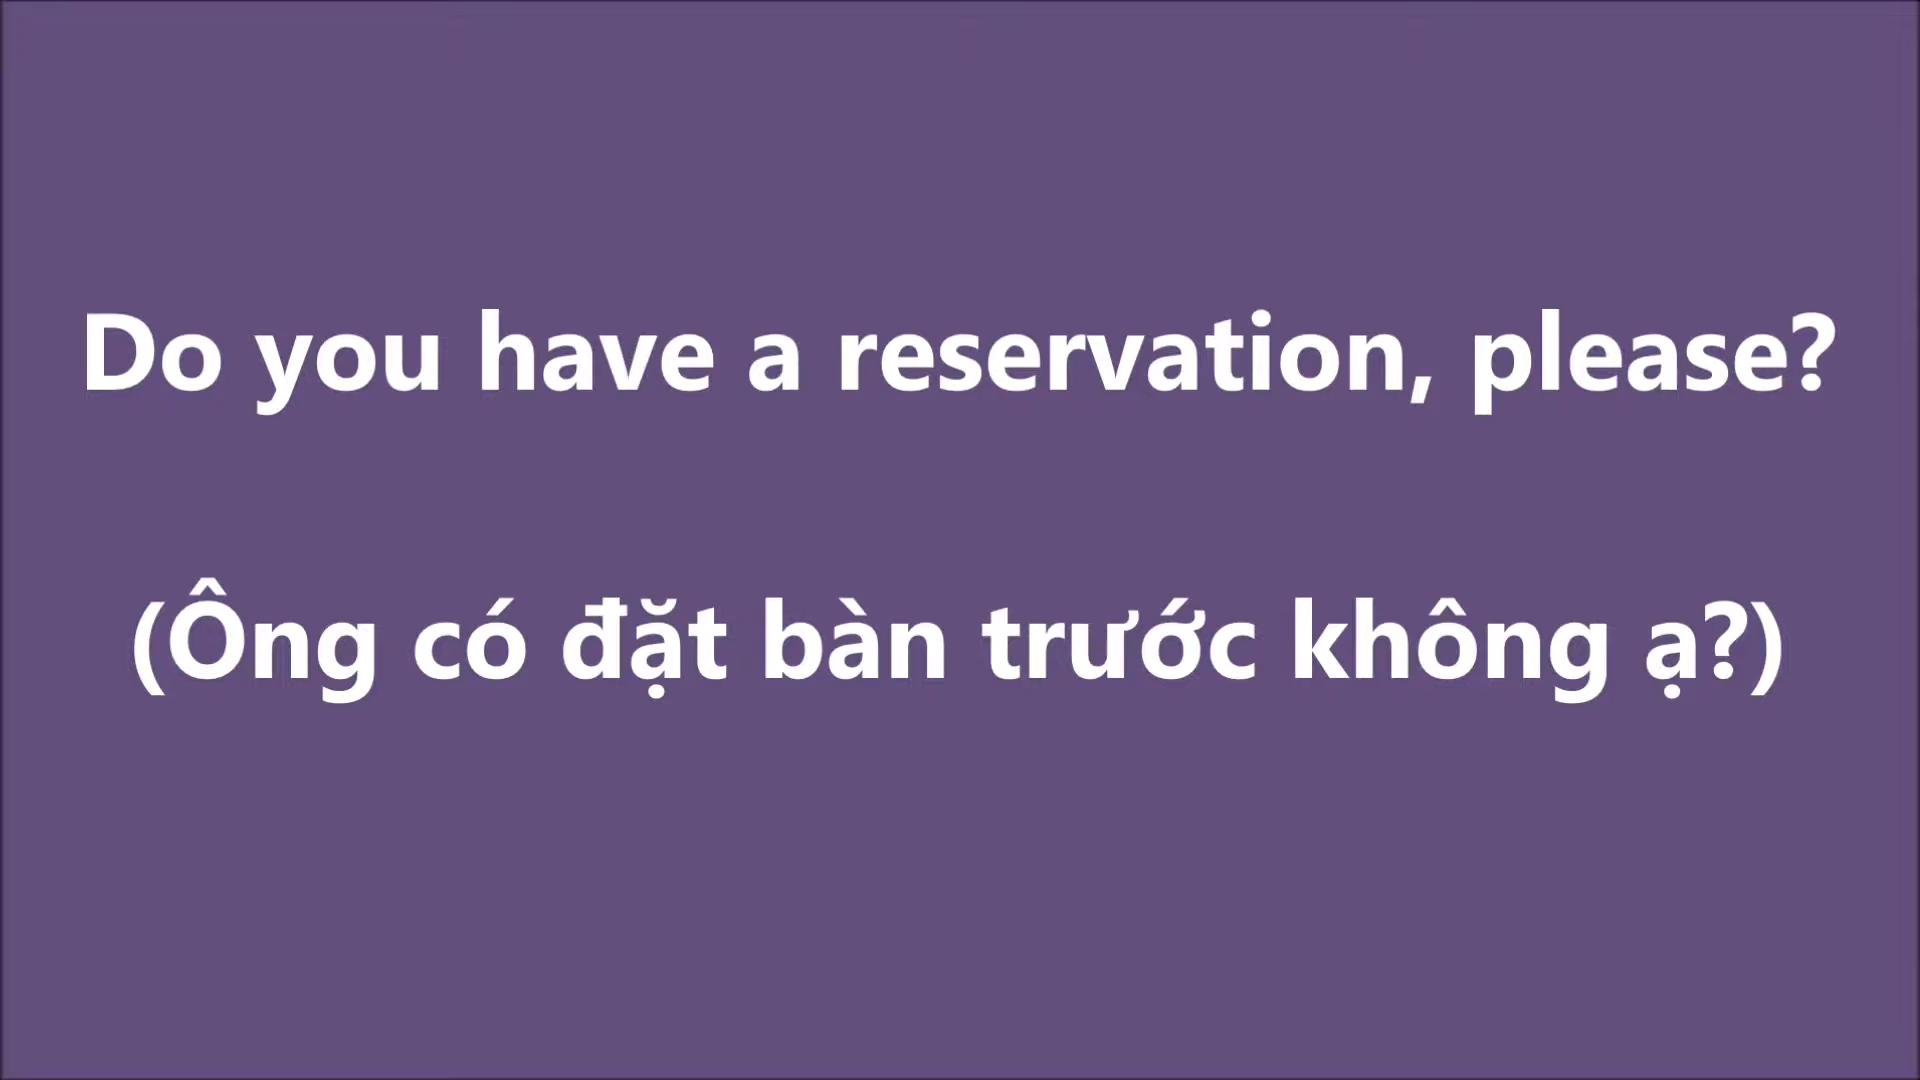 Do you have a reservation, please?
(Ông có đặt bàn trước không ạ?)